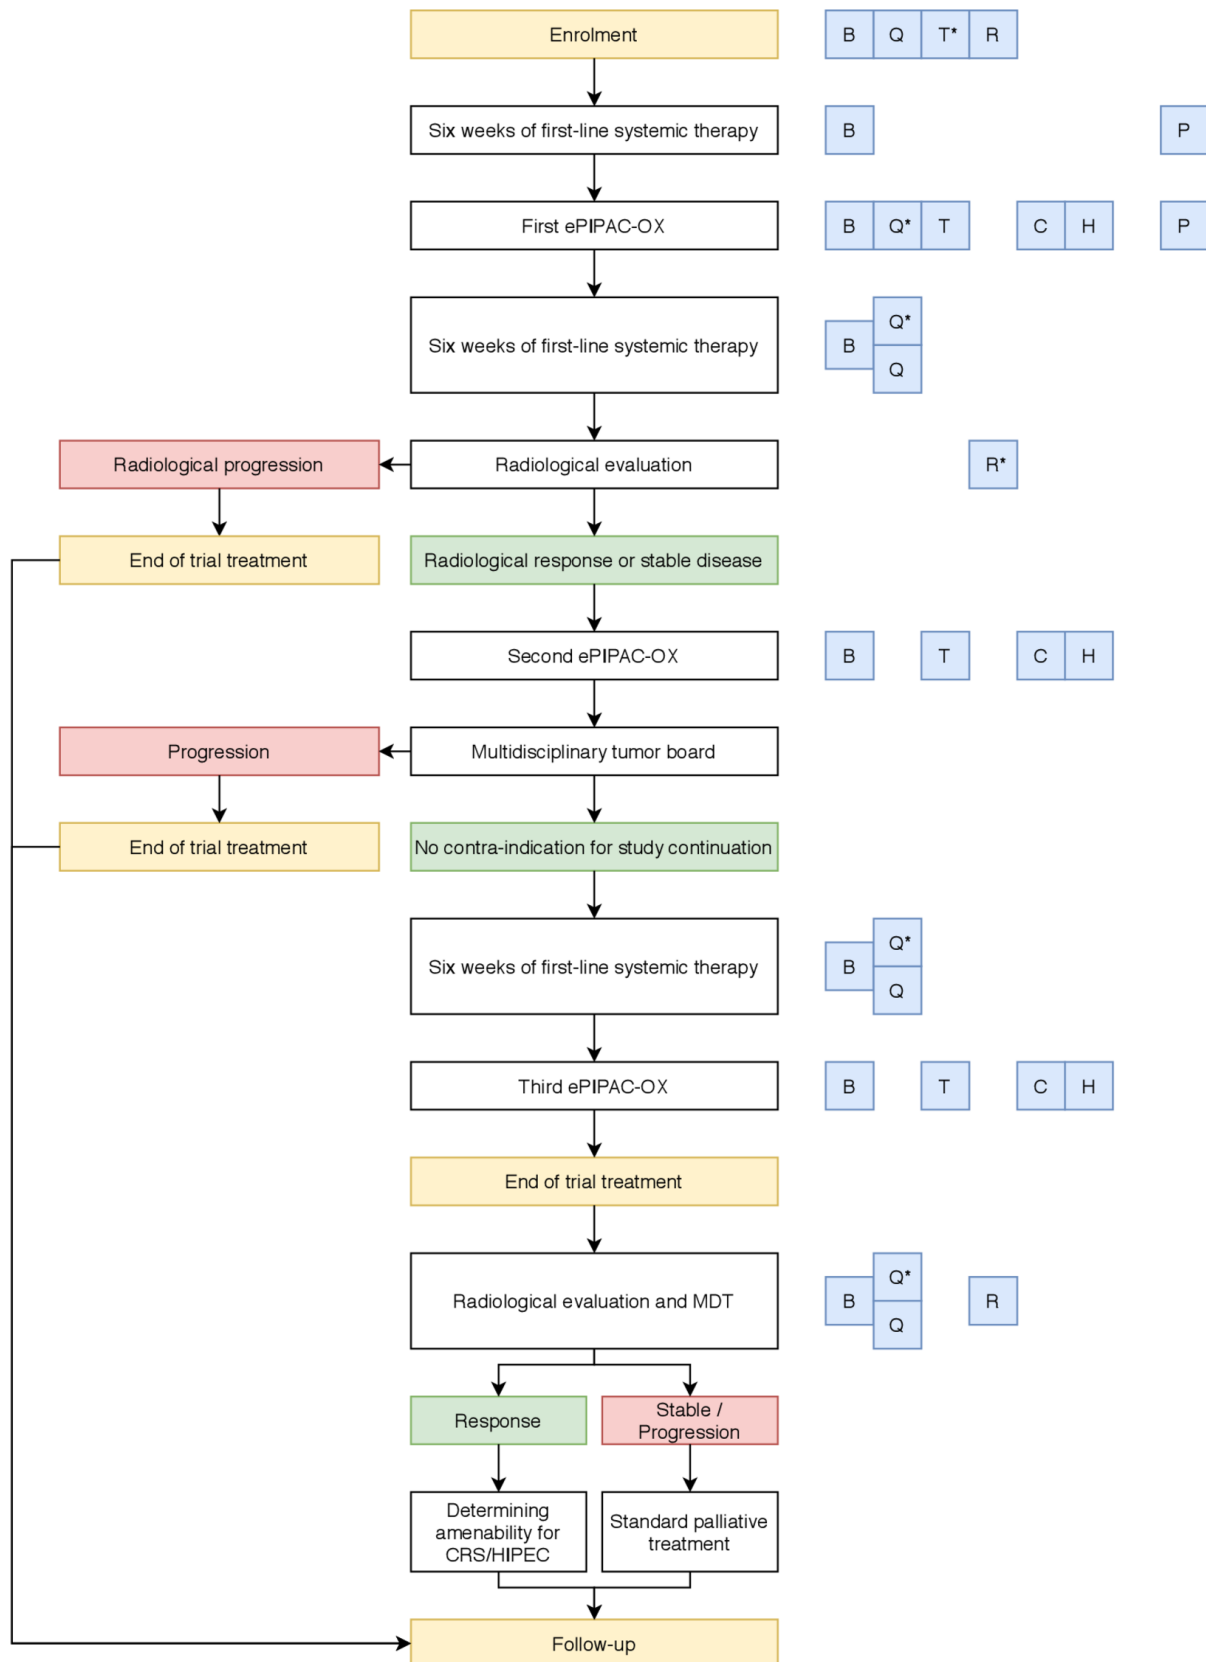 Enrolment
B Q T* R
Six weeks of first-line systemic therapy
B P
First ePIPAC-OX
B Q* T C H P
Six weeks of first-line systemic therapy
Q*
B
Q
Radiological progression
Radiological evaluation
R*
End of trial treatment
Radiological response or stable disease
Second ePIPAC-OX
B T C H
Progression
Multidisciplinary tumor board
End of trial treatment
No contra-indication for study continuation
Six weeks of first-line systemic therapy
Q*
B
Q
Third ePIPAC-OX
B T C H
End of trial treatment
Radiological evaluation and MDT
Q*
B
Q
R
Response
Stable /
Progression
Determining
amenability for
CRS/HIPEC
Standard palliative
treatment
Follow-up